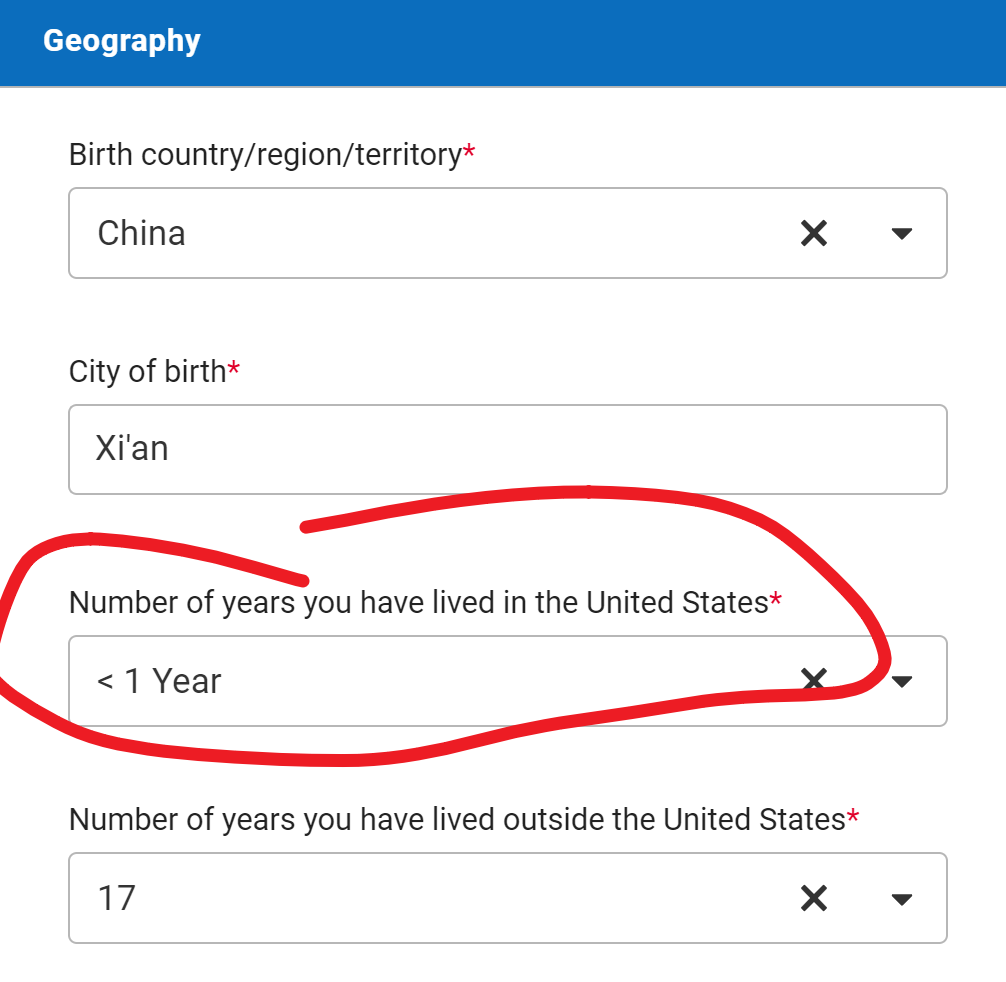 Geography
Birth country/region/territory*
China
City of birth*
Xi'an
Number of years you have lived in the United States*
< 1 Year
Number of years you have lived outside the United States*
17